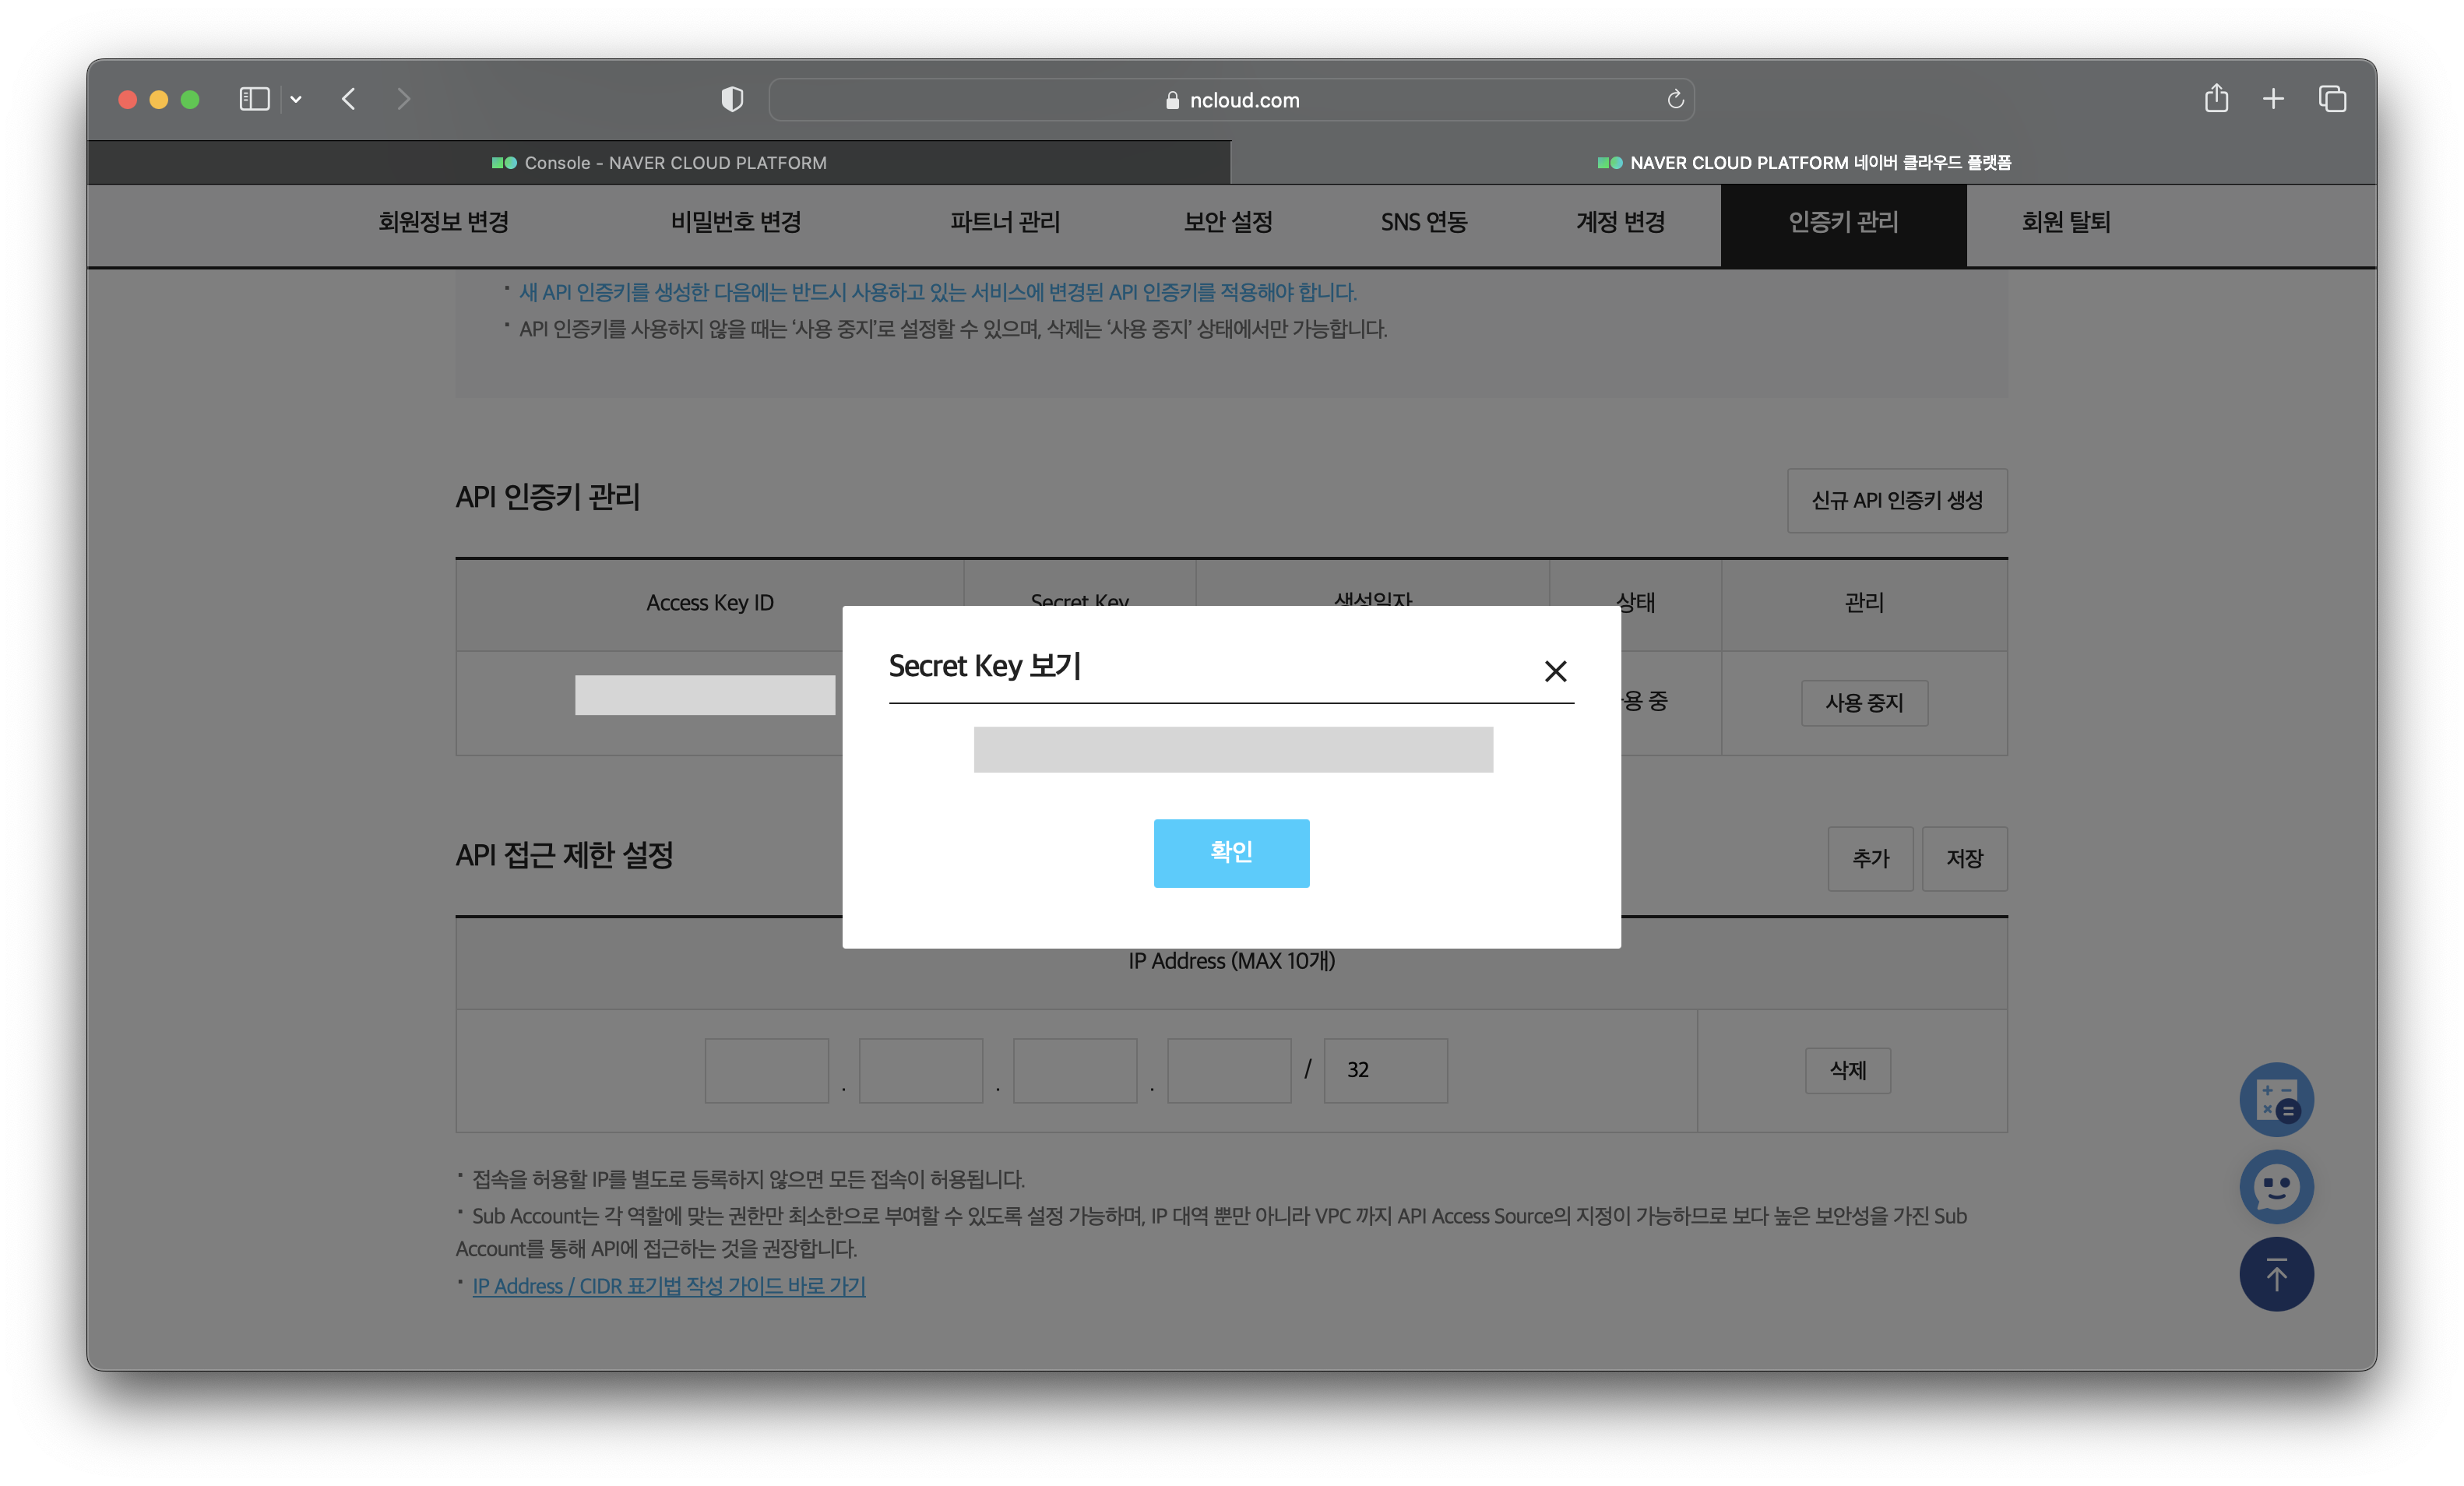 ncloud.com
Console - NAVER CLOUD PLATFORM
NAVER CLOUD PLATFORM 네이버 클라우드 플랫폼
회원정보 변경 비밀번호 변경 파트너 관리 보안 설정 SNS 연동 계정 변경 인증키 관리 회원 탈퇴
· 새 API 인증키를 생성한 다음에는 반드시 사용하고 있는 서비스에 변경된 API 인증키를 적용해야 합니다.
· API 인증키를 사용하지 않을 때는 ‘사용 중지’로 설정할 수 있으며, 삭제는 ‘사용 중지’ 상태에서만 가능합니다.
API 인증키 관리
신규 API 인증키 생성
Access Key ID Secret Key 생성일자 상태 관리
용 중 사용 중지
Secret Key 보기
확인
API 접근 제한 설정
추가 저장
IP Address (MAX 10개)
. . . / 32 삭제
· 접속을 허용할 IP를 별도로 등록하지 않으면 모든 접속이 허용됩니다.
· Sub Account는 각 역할에 맞는 권한만 최소한으로 부여할 수 있도록 설정 가능하며, IP 대역 뿐만 아니라 VPC 까지 API Access Source의 지정이 가능하므로 보다 높은 보안성을 가진 Sub
Account를 통해 API에 접근하는 것을 권장합니다.
· IP Address / CIDR 표기법 작성 가이드 바로 가기